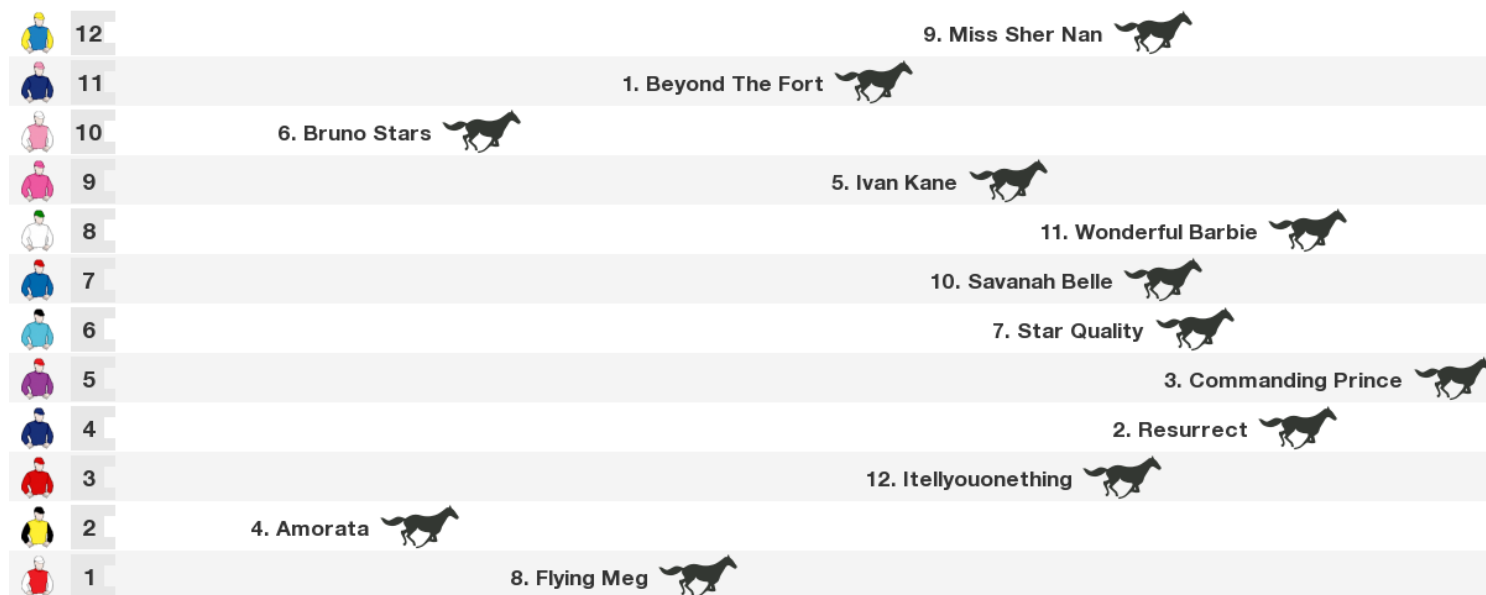 12 9. Miss Sher Nan
11 1. Beyond The Fort
10 6. Bruno Stars
9 5. Ivan Kane
8 11. Wonderful Barbie
7 10. Savanah Belle
6 7. Star Quality
5 3. Commanding Prince
4 2. Resurrect
3 12. Itellyouonething
2 4. Amorata
1 8. Flying Meg